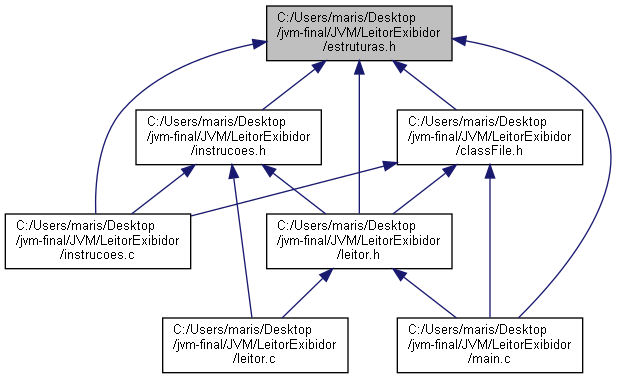 C:/Users/maris/Desktop
/jvm-final/JVM/LeitorExibidor
/estruturas.h
C:/Users/maris/Desktop
/jvm-final/JVM/LeitorExibidor
/instrucoes.h
C:/Users/maris/Desktop
/jvm-final/JVM/LeitorExibidor
/classFile.h
C:/Users/maris/Desktop
/jvm-final/JVM/LeitorExibidor
/instrucoes.c
C:/Users/maris/Desktop
/jvm-final/JVM/LeitorExibidor
/leitor.h
C:/Users/maris/Desktop
/jvm-final/JVM/LeitorExibidor
/leitor.c
C:/Users/maris/Desktop
/jvm-final/JVM/LeitorExibidor
/main.c